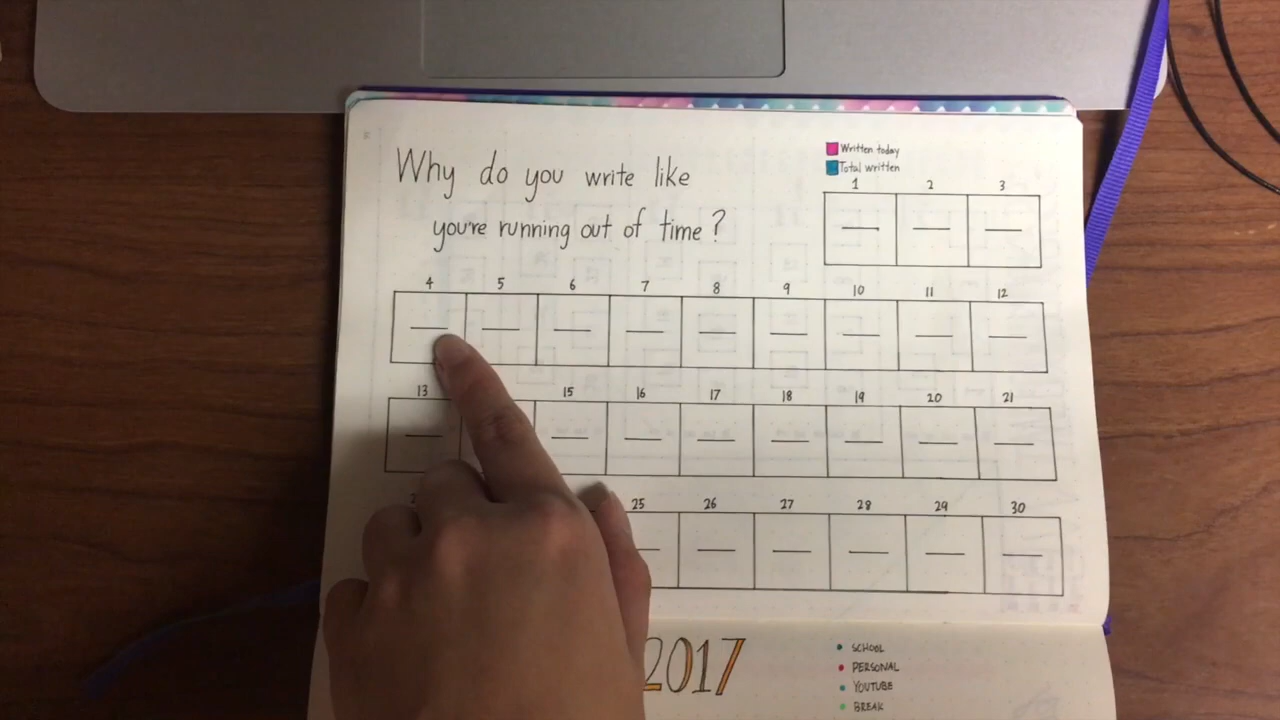 Why do you write like
you're running out of time?
Written today
Total written
1 2 3
4 5 6 7 8 9 10 11 12
13 15 16 17 18 19 20 21
25 26 27 28 29 30
2017
SCHOOL
PERSONAL
YOUTUBE
BREAK